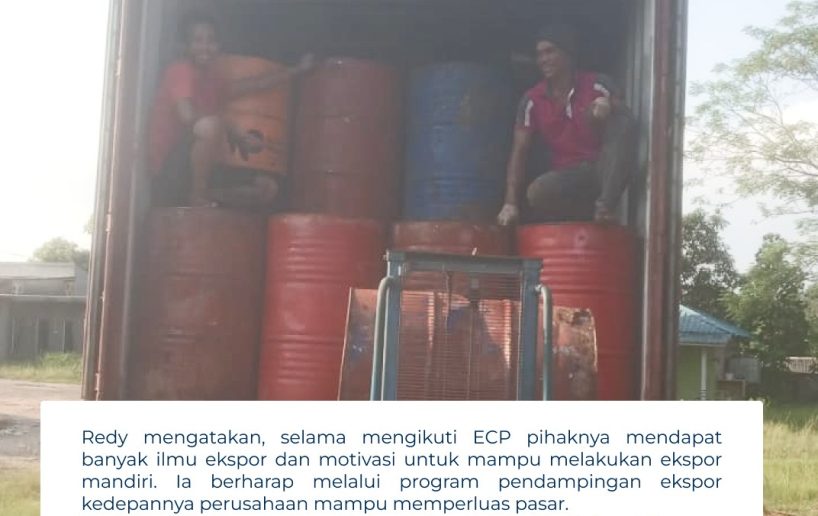 Redy mengatakan, selama mengikuti ECP pihaknya mendapat
banyak ilmu ekspor dan motivasi untuk mampu melakukan ekspor
mandiri. Ia berharap melalui program pendampingan ekspor
kedepannya perusahaan mampu memperluas pasar.